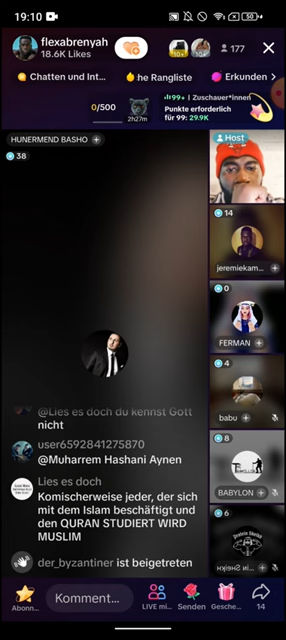 19:10
50
flexabrenyah
18.6K Likes
10+
10+
177
Chatten und Int...
he Rangliste
Erkunden >
0/500
2h27m
99+ | Zuschauer*innen
Punkte erforderlich
für 99: 29.9K
HUNERMEND BASHO +
38
Host
14
jeremiekam... +
0
FERMAN +
4
babu +
8
BABYLON +
6
@Lies es doch du kennst Gott
nicht
user6592841275870
@Muharrem Hashani Aynen
Lies es doch
Komischerweise jeder, der sich
mit dem Islam beschäftigt und
den QURAN STUDIERT WIRD
MUSLIM
der_byzantiner ist beigetreten
Abonn...
Komment...
LIVE mi...
Senden
Gesche...
14